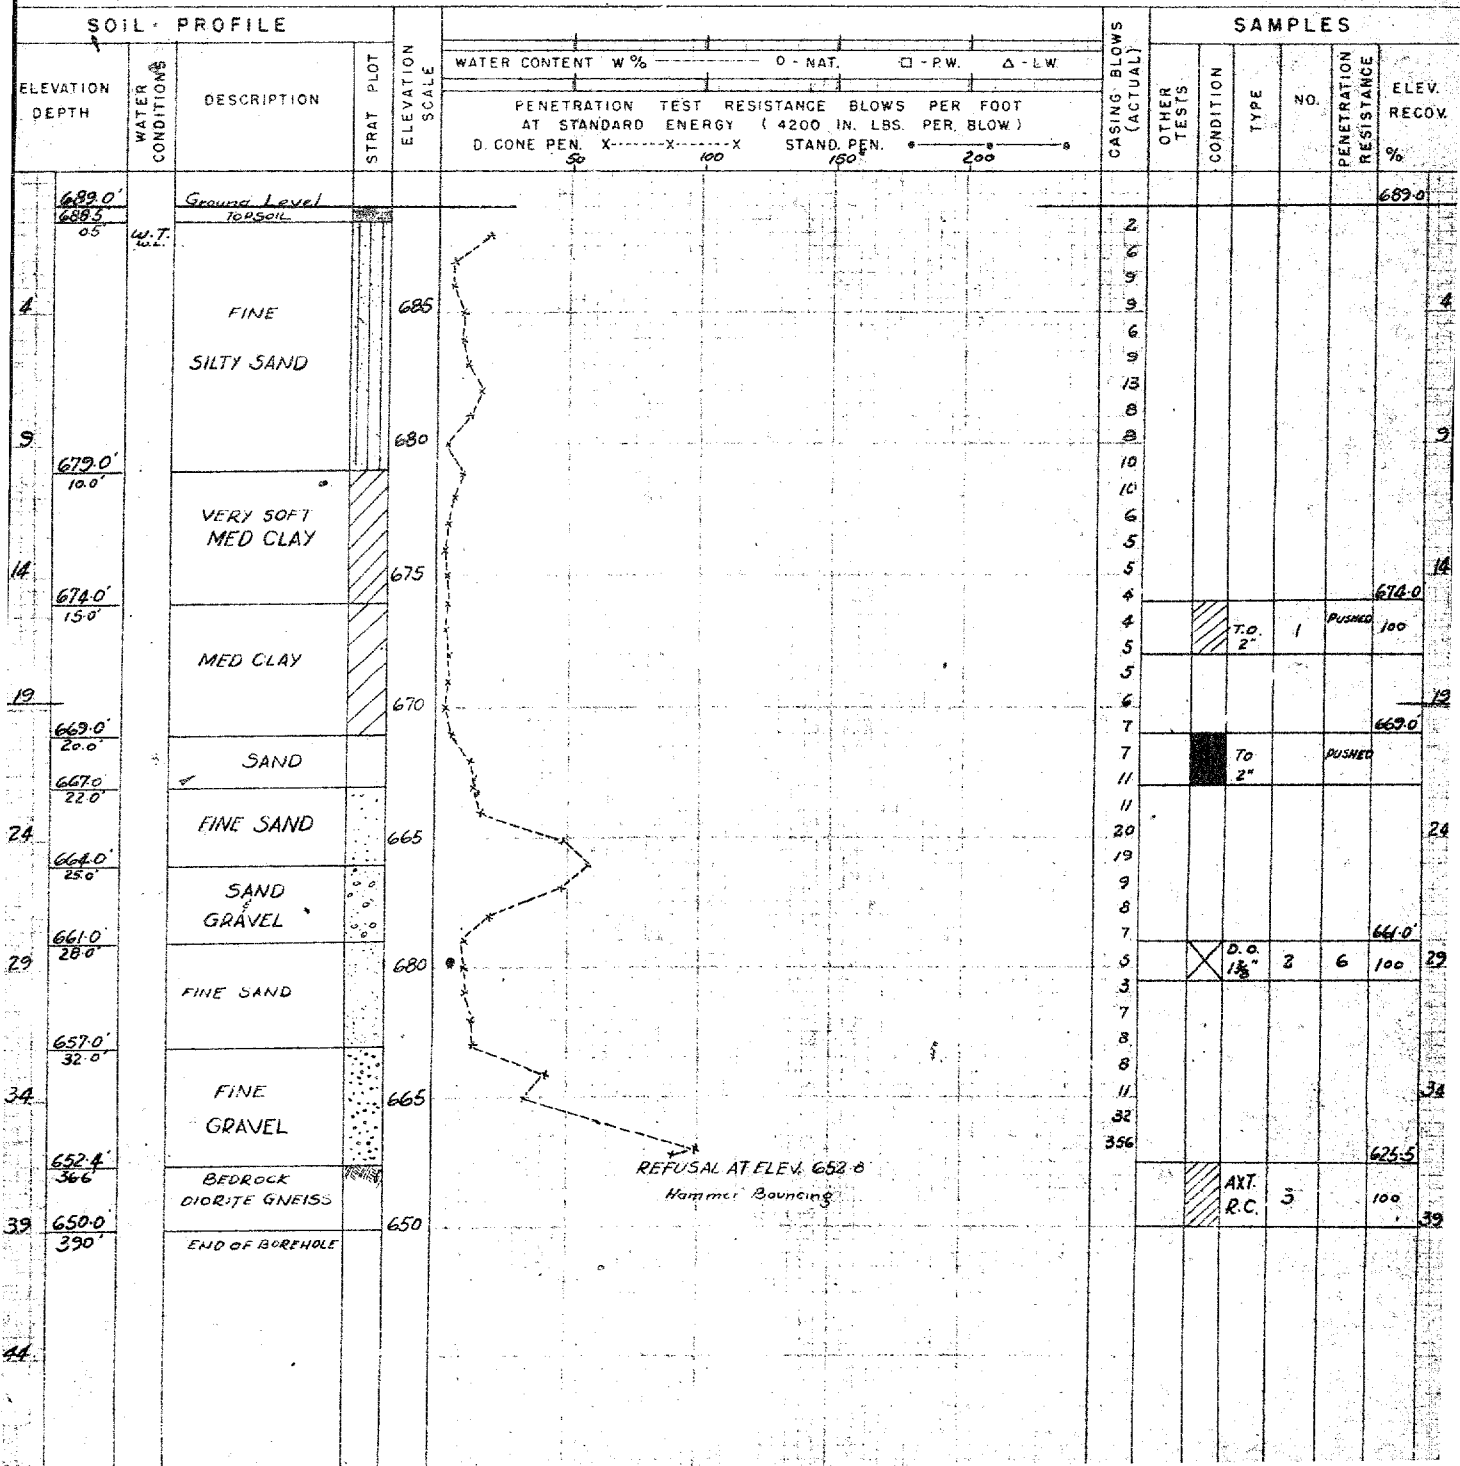 SOIL PROFILE
SAMPLES
ELEVATION
DEPTH
WATER
CONDITIONS
DESCRIPTION
STRAT PLOT
ELEVATION
SCALE
WATER CONTENT W % O - NAT. □ - P.W. Δ - L.W.
PENETRATION TEST RESISTANCE BLOWS PER FOOT
AT STANDARD ENERGY ( 4200 IN. LBS. PER. BLOW )
D. CONE PEN. X-------X-------X STAND. PEN.
50 100 150 200
CASING BLOWS
(ACTUAL)
OTHER
TESTS
CONDITION
TYPE
NO.
PENETRATION
RESISTANCE
ELEV.
RECOV.
%
689.0' Ground Level 689.0
688.5 TOPSOIL
0.5' W.T. 2
6
9
4 FINE 685 9 4
6
SILTY SAND 9
13
8
9 680 8 9
679.0' 10
10.0' 10
VERY SOFT 6
MED CLAY 5
14 675 5 14
674.0' 4 674.0
15.0' 4 T.O. 1 PUSHED 100
2" 5
MED CLAY 5
19 670 6 19
669.0' 7 669.0'
20.0' SAND 7 TO PUSHED
667.0 11 2"
22.0' 11
FINE SAND
24 665 20 24
664.0' 19
25.0' SAND 9
& GRAVEL 8
661.0' 7 661.0'
28.0' D.O.
29 680 5 1⅜" 2 6 100 29
FINE SAND 3
7
657.0' 8
32.0' 8
FINE
34 665 11 34
GRAVEL 32
356
652.4' REFUSAL AT ELEV. 652.8 625.5
36.6 BEDROCK AXT.
DIORITE GNEISS Hammer Bouncing R.C. 3 100
39 650.0' 650 39
39.0' END OF BOREHOLE
44